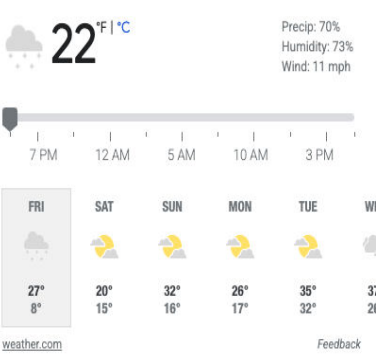 22 °F | °C
Precip: 70%
Humidity: 73%
Wind: 11 mph
7 PM 12 AM 5 AM 10 AM 3 PM
FRI SAT SUN MON TUE
27° 20° 32° 26° 35°
8° 15° 16° 17° 32°
weather.com Feedback